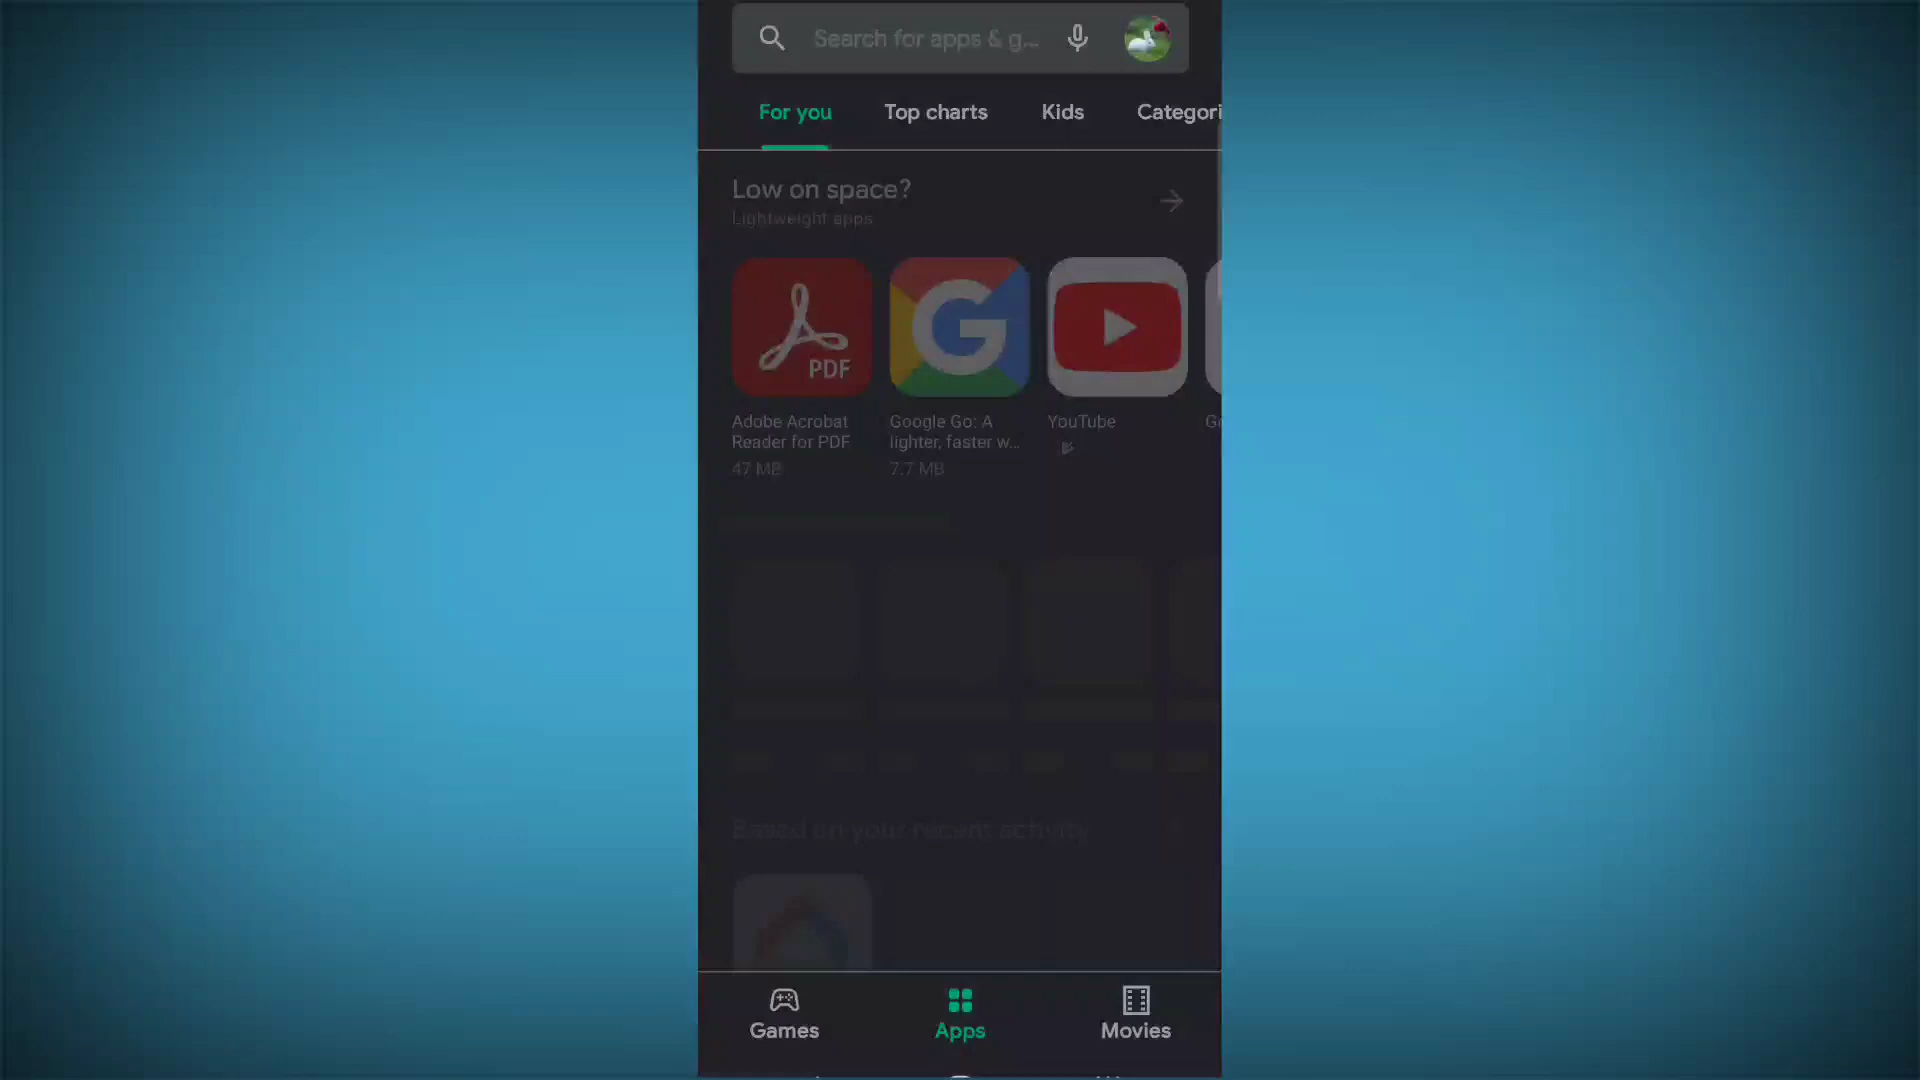 Search for apps & g...
For you
Top charts
Kids
Categori
Low on space?
Lightweight apps
PDF
G
Adobe Acrobat
Reader for PDF
47 MB
Google Go: A
lighter, faster w...
7.7 MB
YouTube
G
Based on your recent activity
Games
Apps
Movies